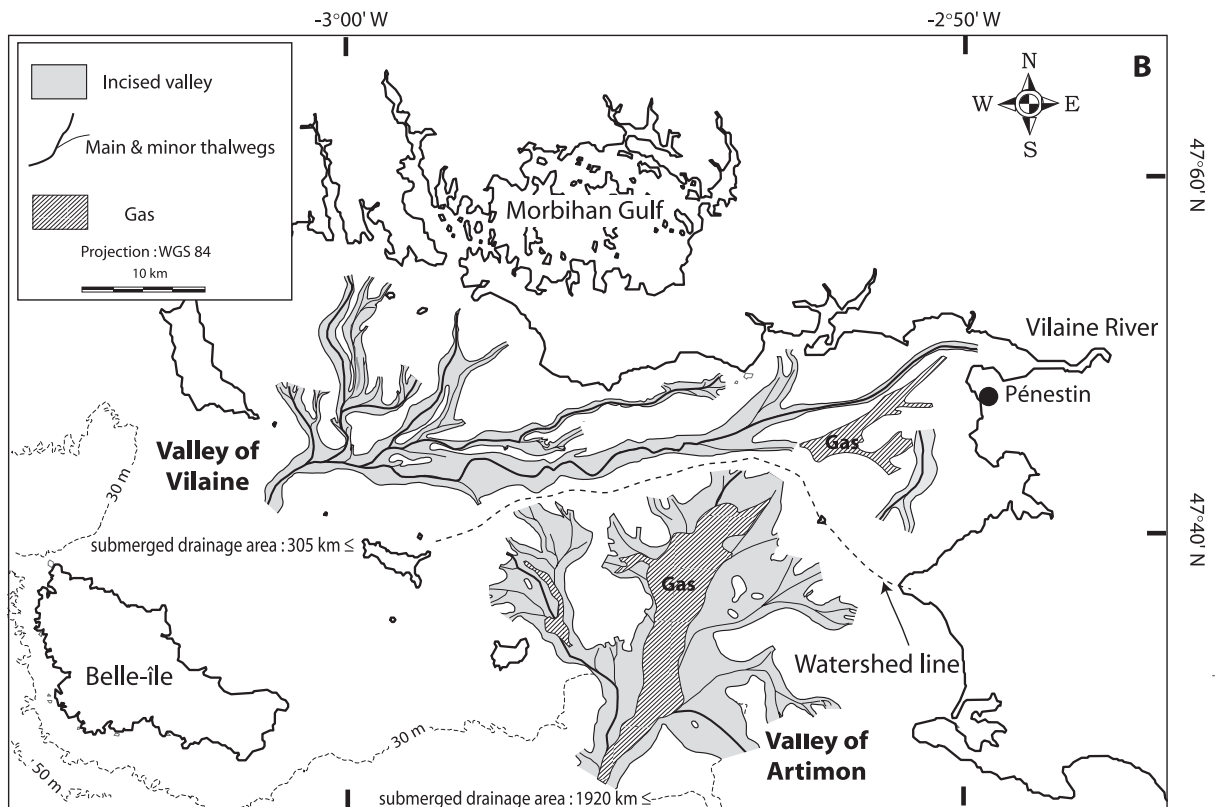 -3°00' W
-2°50' W
B
Incised valley
Main & minor thalwegs
Gas
Projection : WGS 84
10 km
N
W E
S
47°60' N
Morbihan Gulf
Vilaine River
Pénestin
Valley of
Vilaine
Gas
30 m
47°40' N
submerged drainage area : 305 km ≤
Gas
Watershed line
Belle-île
30 m
Valley of
Artimon
50 m
submerged drainage area : 1920 km ≤